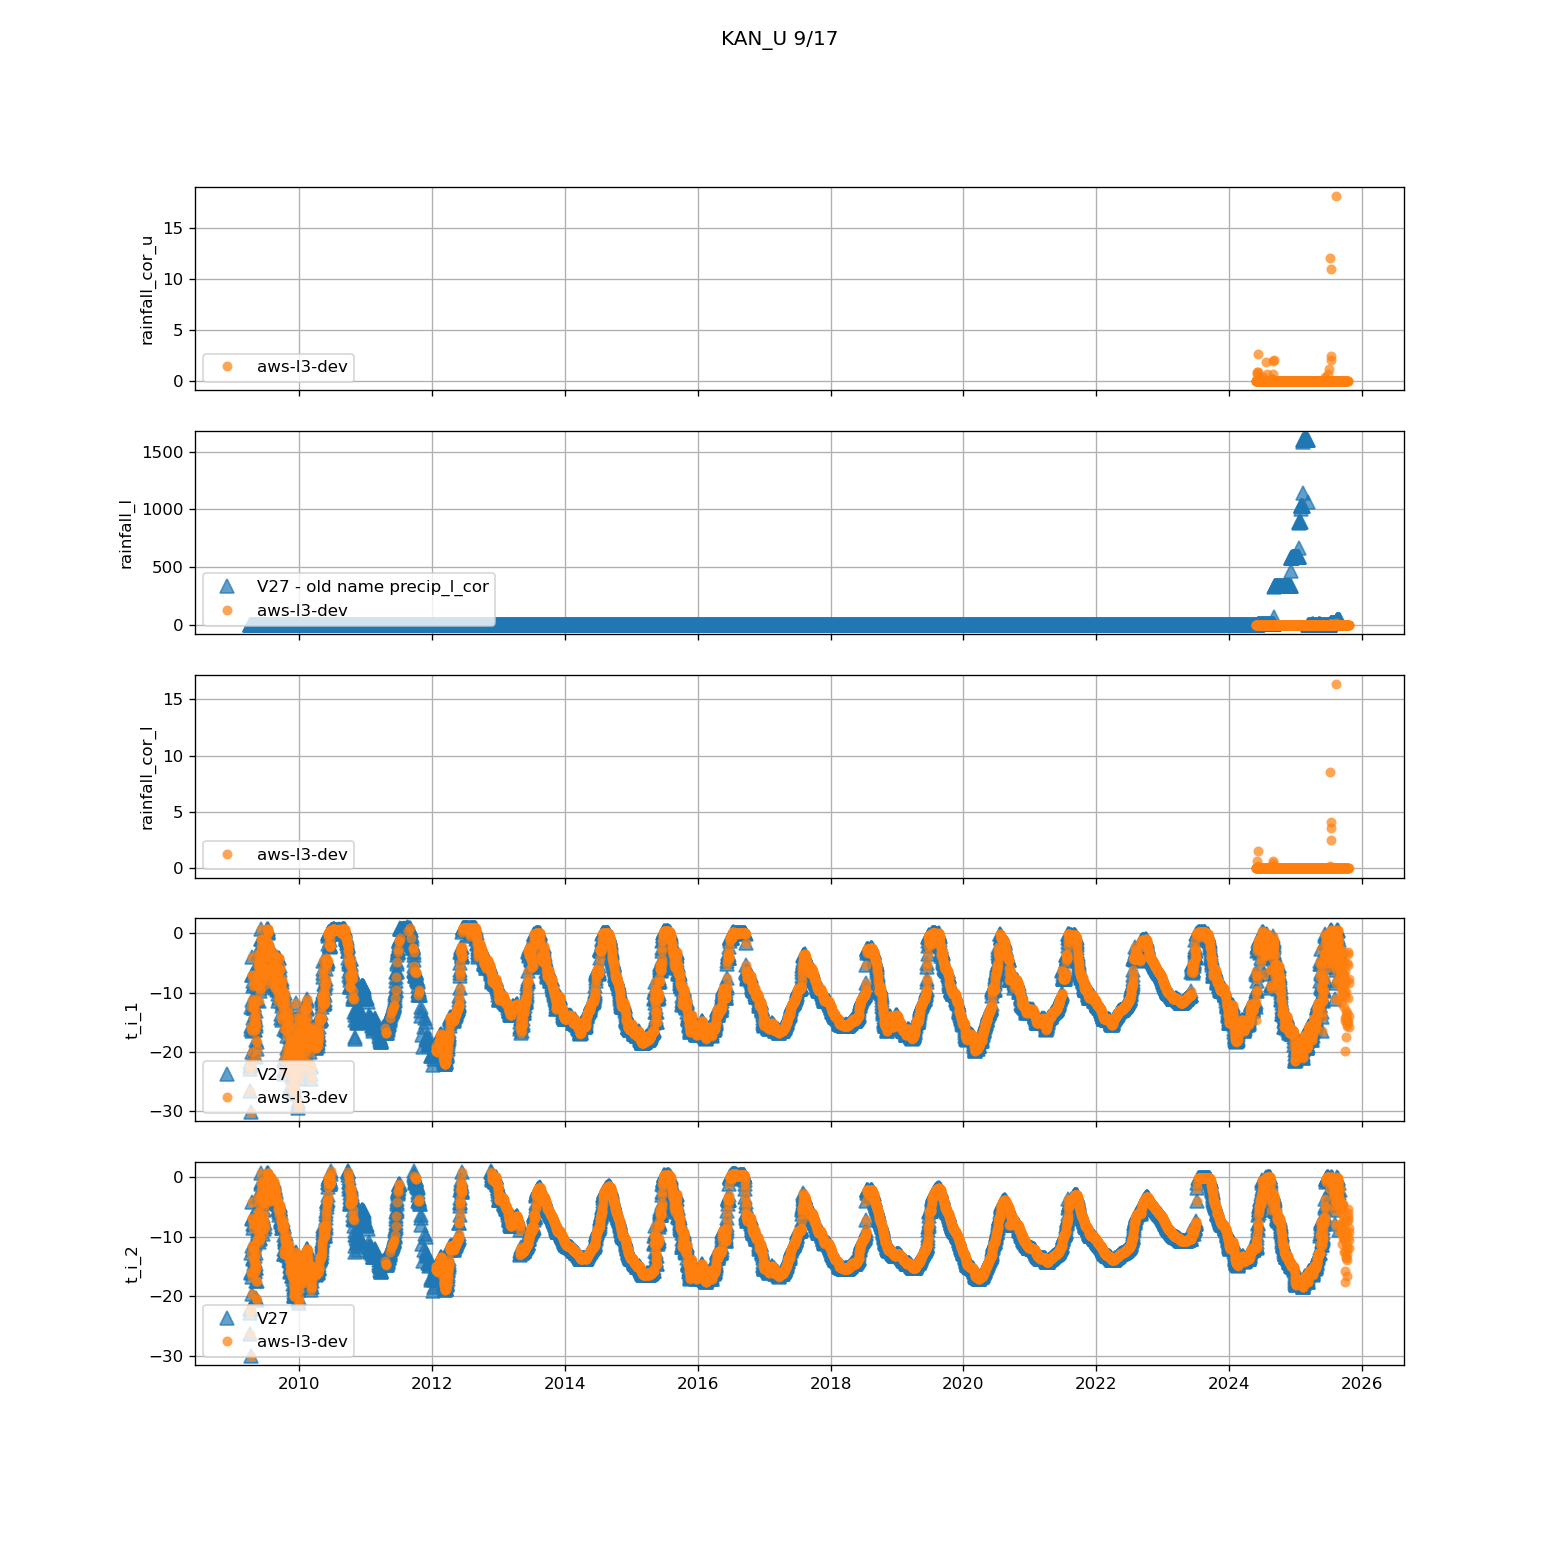 KAN_U 9/17
rainfall_cor_u
15
10
5
0
aws-l3-dev
rainfall_l
1500
1000
500
0
V27 - old name precip_l_cor
aws-l3-dev
rainfall_cor_l
15
10
5
0
aws-l3-dev
t_i_1
0
−10
−20
−30
V27
aws-l3-dev
t_i_2
0
−10
−20
−30
V27
aws-l3-dev
2010 2012 2014 2016 2018 2020 2022 2024 2026